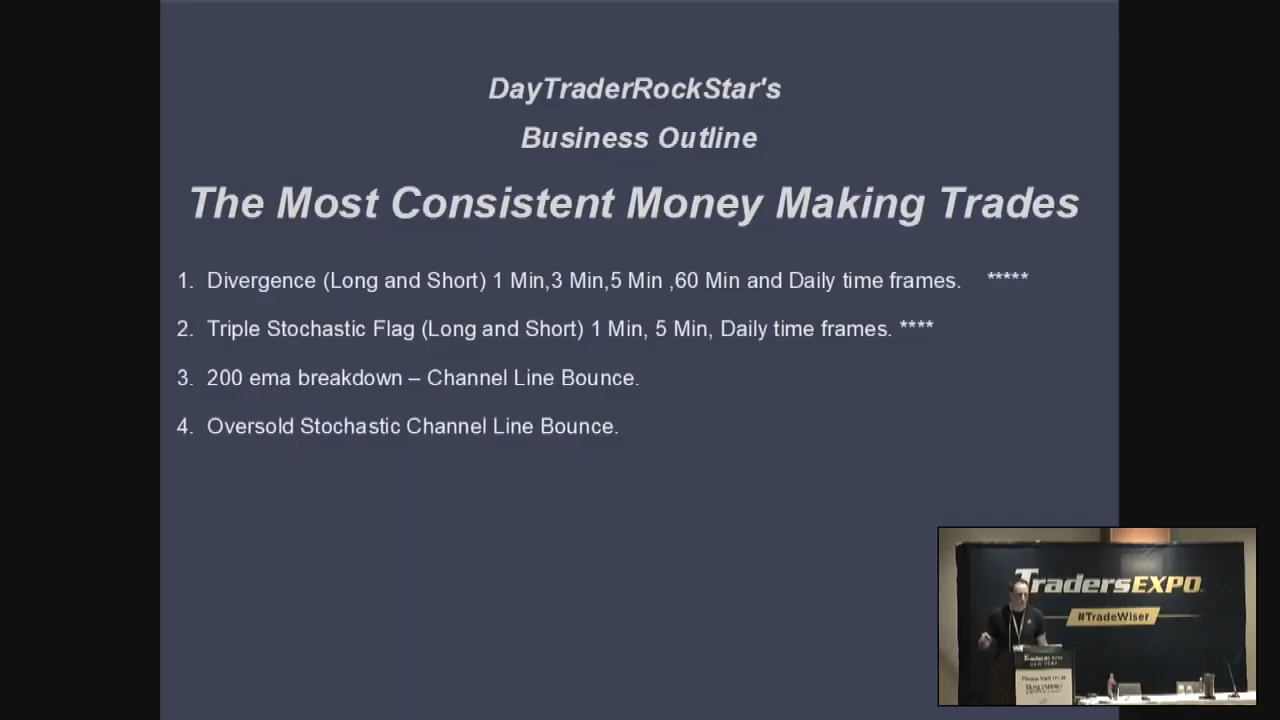 DayTraderRockStar's
Business Outline
The Most Consistent Money Making Trades
1. Divergence (Long and Short) 1 Min,3 Min,5 Min ,60 Min and Daily time frames. *****
2. Triple Stochastic Flag (Long and Short) 1 Min, 5 Min, Daily time frames. ****
3. 200 ema breakdown – Channel Line Bounce.
4. Oversold Stochastic Channel Line Bounce.
TradersEXPO
#TradeWiser